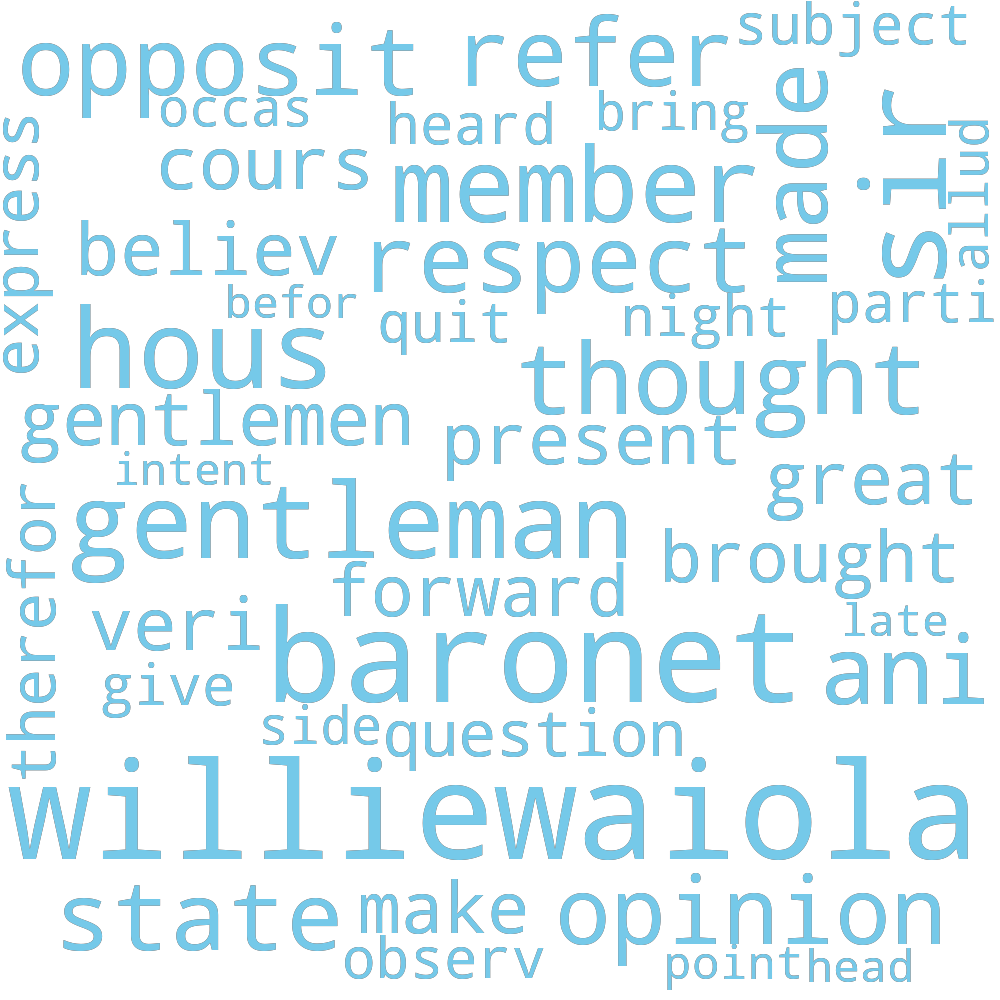 subject
opposit
refer
occas
heard
bring
made
sir
express
cours
member
allud
believ
respect
befor
quit
night
parti
hous
thought
gentlemen
present
intent
great
gentleman
therefor
brought
forward
veri
late
baronet
ani
give
side
question
williewaiola
state
make
opinion
observ
point
head